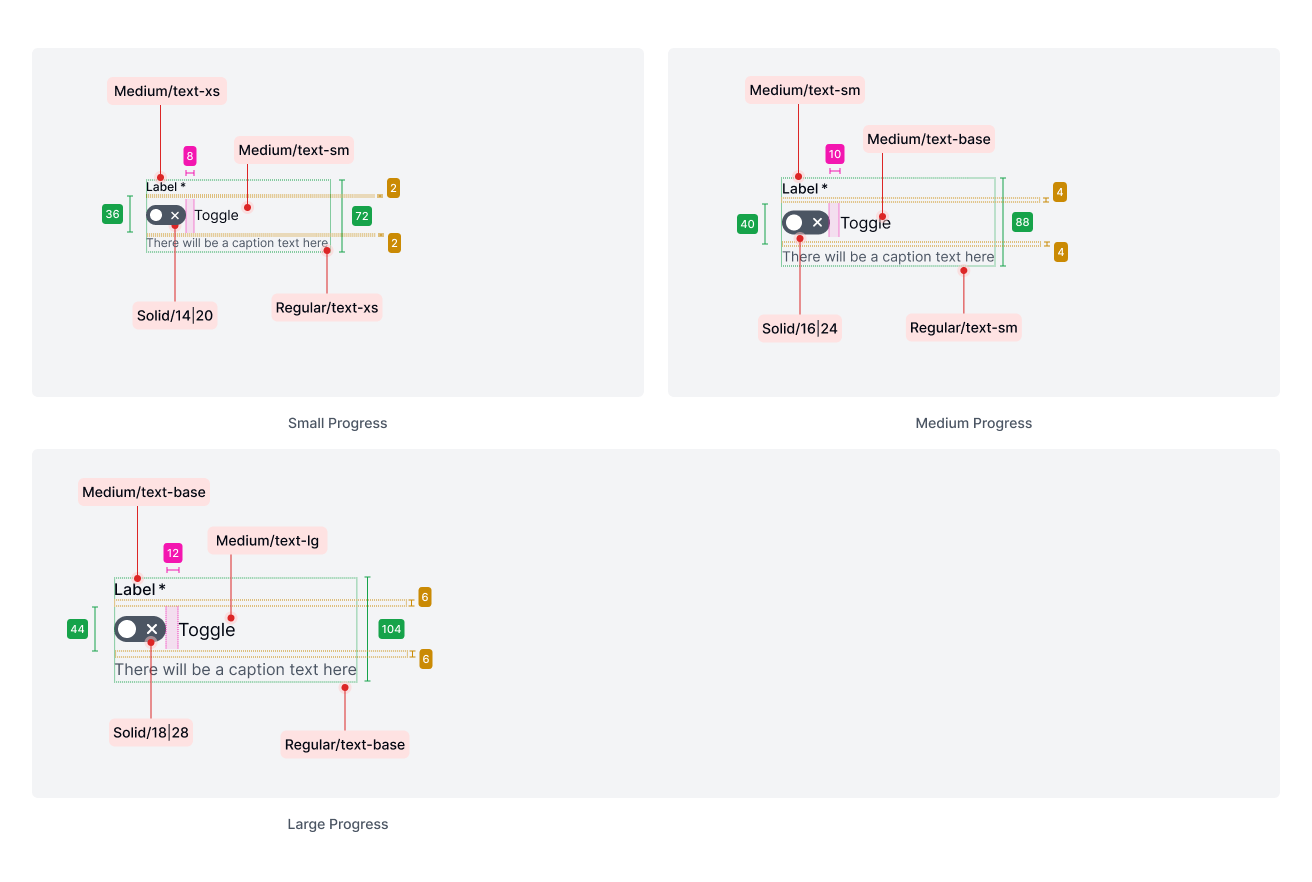 Medium/text-xs
Medium/text-sm
8
Label *
2
36
Toggle
72
There will be a caption text here
2
Solid/14|20
Regular/text-xs
Small Progress
Medium/text-sm
Medium/text-base
10
Label *
4
40
Toggle
88
There will be a caption text here
4
Solid/16|24
Regular/text-sm
Medium Progress
Medium/text-base
Medium/text-lg
12
Label *
6
44
Toggle
104
There will be a caption text here
6
Solid/18|28
Regular/text-base
Large Progress